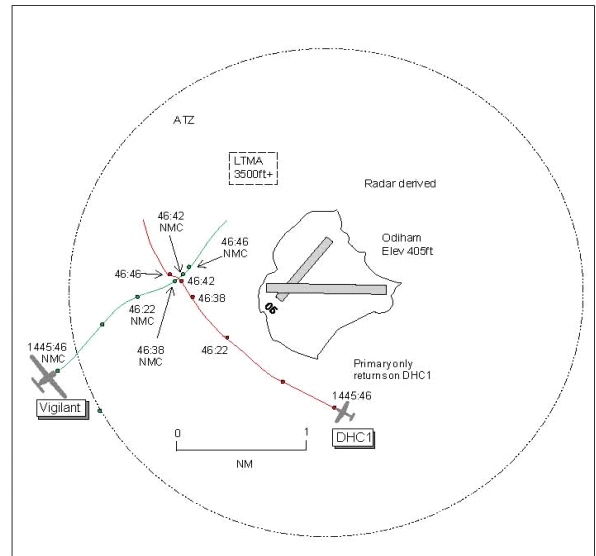 ATZ
LTMA
3500ft+
Radar derived
46:42
NMC
46:46
NMC
Odiham
Elev 405ft
46:46
46:42
46:38
05
46:22
NMC
46:38
NMC
46:22
1445:46
NMC
Primary only
returns on DHC1
1445:46
Vigilant
DHC1
0
1
NM